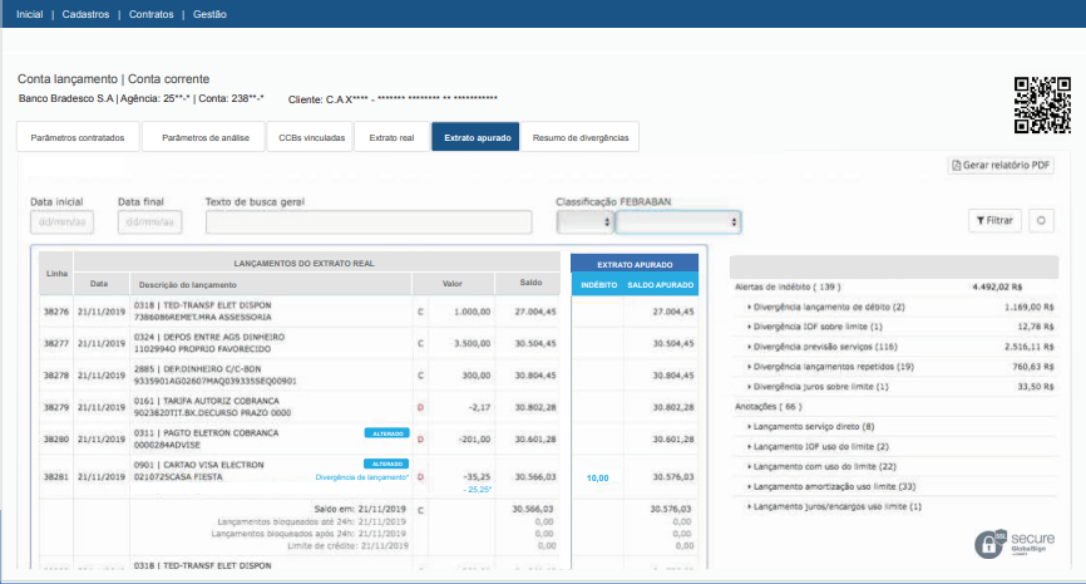 Inicial | Cadastros | Contratos | Gestão
Conta lançamento | Conta corrente
Banco Bradesco S.A | Agência: 25**-* | Conta: 238**-* Cliente: C.A X**** - ******* ******** ** ***********
Parâmetros contratados Parâmetros de análise CCBs vinculadas Extrato real Extrato apurado Resumo de divergências
Gerar relatório PDF
Data inicial Data final Texto de busca geral Classificação FEBRABAN
dd/mm/aa dd/mm/aa Filtrar
LANÇAMENTOS DO EXTRATO REAL EXTRATO APURADO
Linha Data Descrição do lançamento Valor Saldo INDÉBITO SALDO APURADO
38276 21/11/2019 0318 | TED-TRANSF ELET DISPON C 1.000,00 27.004,45 27.004,45
7386086REMET.MRA ASSESSORIA
38277 21/11/2019 0324 | DEPOS ENTRE AGS DINHEIRO C 3.500,00 30.504,45 30.504,45
1102994O PROPRIO FAVORECIDO
38278 21/11/2019 2885 | DEP.DINHEIRO C/C-BDN C 300,00 30.804,45 30.804,45
9335901AG02607MAQ039335SEQ00901
38279 21/11/2019 0161 | TARIFA AUTORIZ COBRANCA D -2,17 30.802,28 30.802,28
9023820TIT.BX.DECURSO PRAZO 0000
38280 21/11/2019 0311 | PAGTO ELETRON COBRANCA ALTERADO D -201,00 30.601,28 30.601,28
0000284ADVISE
38281 21/11/2019 0901 | CARTAO VISA ELECTRON ALTERADO D -35,25 30.566,03 10,00 30.576,03
0210725CASA FIESTA Divergência de lançamento* - 25,25*
Saldo em: 21/11/2019 C 30.566,03 30.576,03
Lançamentos bloqueados até 24h: 21/11/2019 0,00 0,00
Lançamentos bloqueados após 24h: 21/11/2019 0,00 0,00
Limite de crédito: 21/11/2019 0,00 0,00
0318 | TED-TRANSF ELET DISPON
Alertas de indébito ( 139 ) 4.492,02 R$
Divergência lançamento de débito (2) 1.169,00 R$
Divergência IOF sobre limite (1) 12,78 R$
Divergência previsão serviços (116) 2.516,11 R$
Divergência lançamentos repetidos (19) 760,63 R$
Divergência juros sobre limite (1) 33,50 R$
Anotações ( 66 )
Lançamento serviço direto (8)
Lançamento IOF uso do limite (2)
Lançamento com uso do limite (22)
Lançamento amortização uso limite (33)
Lançamento juros/encargos uso limite (1)
SSL secure
GlobalSign